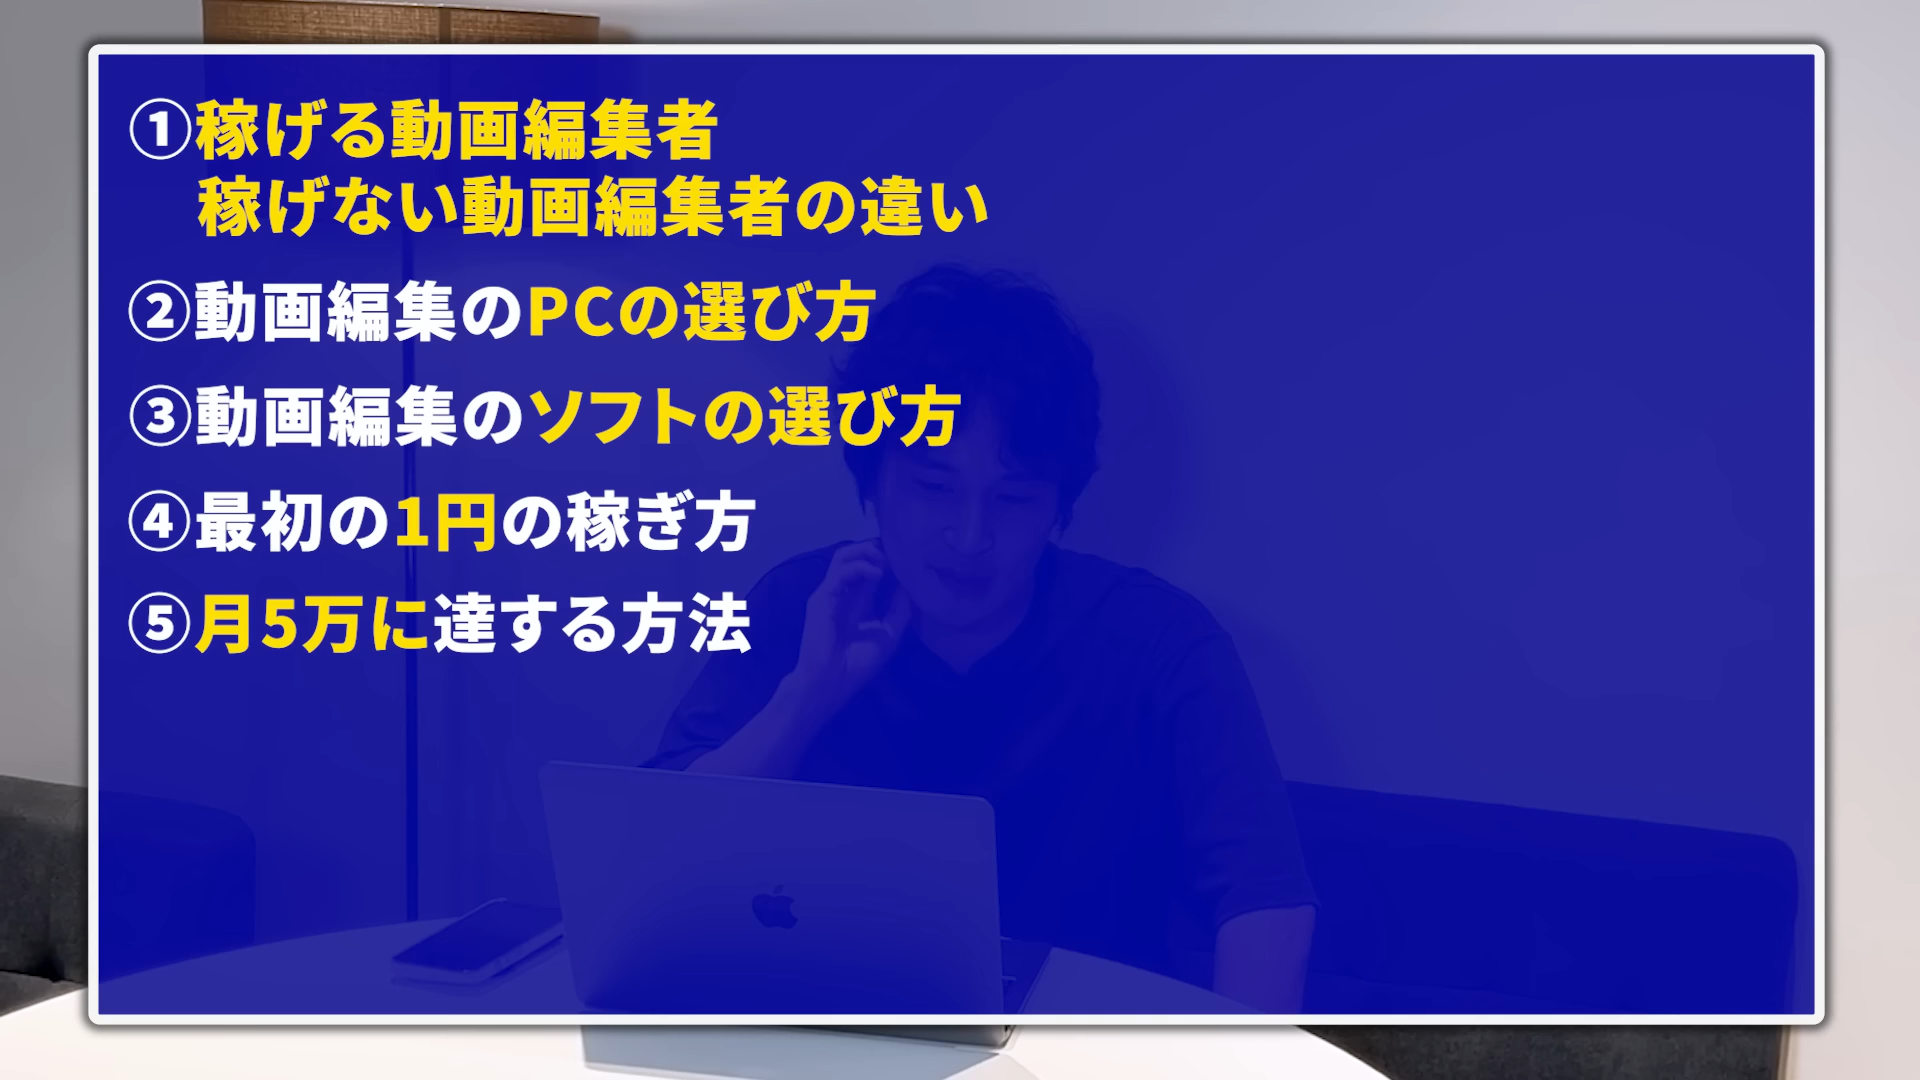 ①稼げる動画編集者
稼げない動画編集者の違い
②動画編集のPCの選び方
③動画編集のソフトの選び方
④最初の1円の稼ぎ方
⑤月5万に達する方法